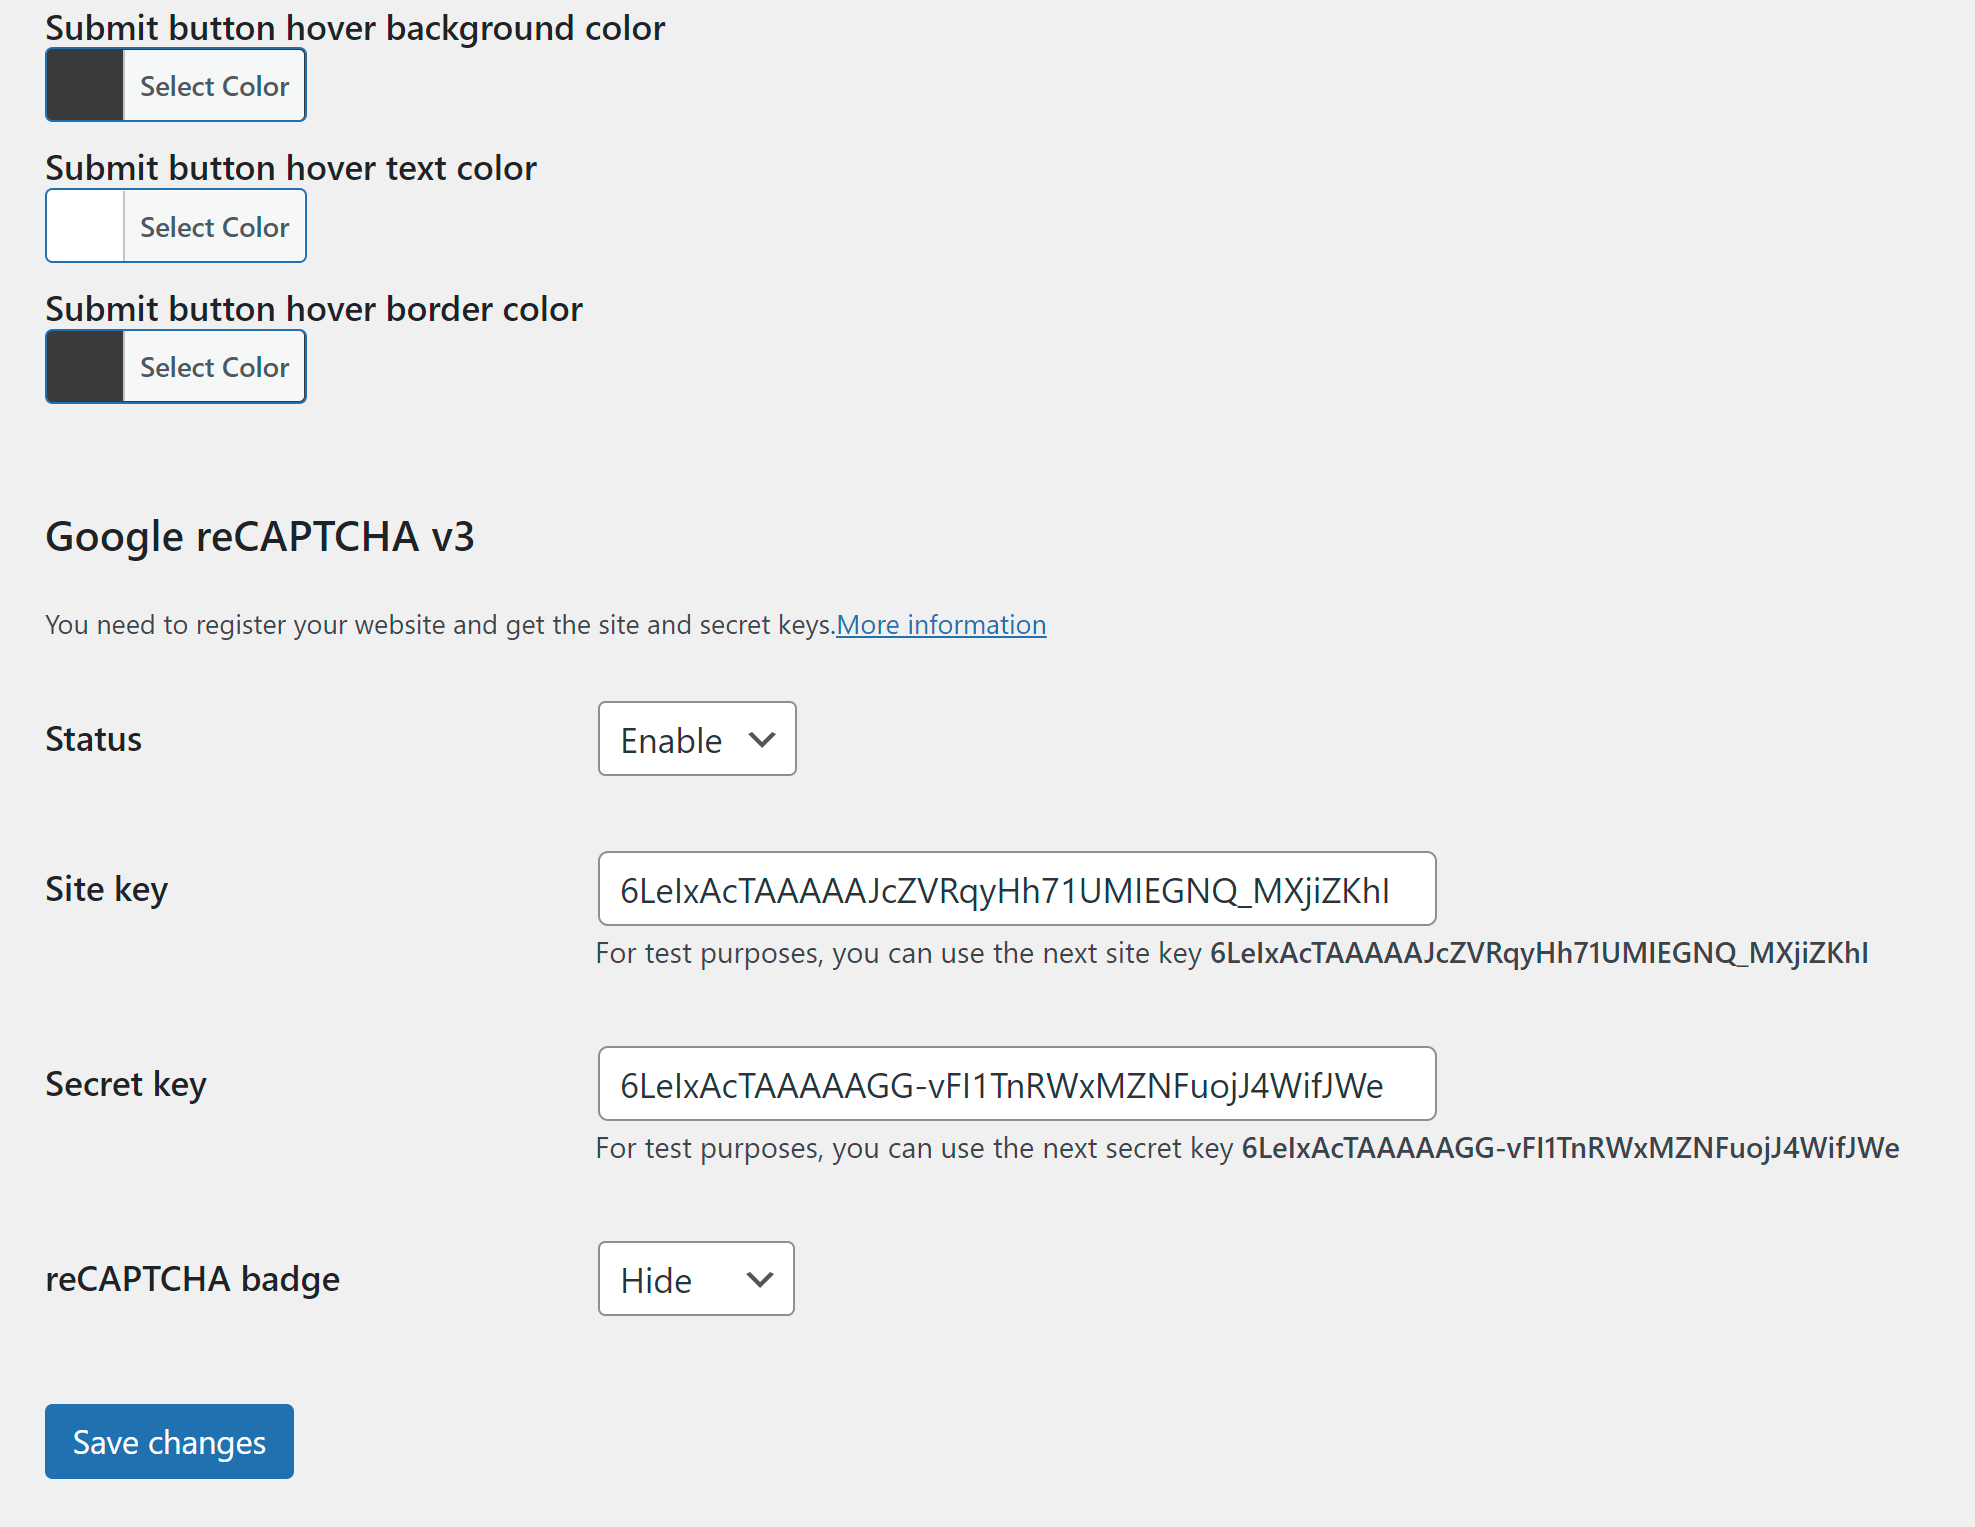 Submit button hover background color
Select Color
Submit button hover text color
Select Color
Submit button hover border color
Select Color
Google reCAPTCHA v3
You need to register your website and get the site and secret keys.More information
Status
Enable
Site key
6LeIxAcTAAAAAJcZVRqyHh71UMIEGNQ_MXjiZKhI
For test purposes, you can use the next site key 6LeIxAcTAAAAAJcZVRqyHh71UMIEGNQ_MXjiZKhI
Secret key
6LeIxAcTAAAAAGG-vFI1TnRWxMZNFuojJ4WifJWe
For test purposes, you can use the next secret key 6LeIxAcTAAAAAGG-vFI1TnRWxMZNFuojJ4WifJWe
reCAPTCHA badge
Hide
Save changes